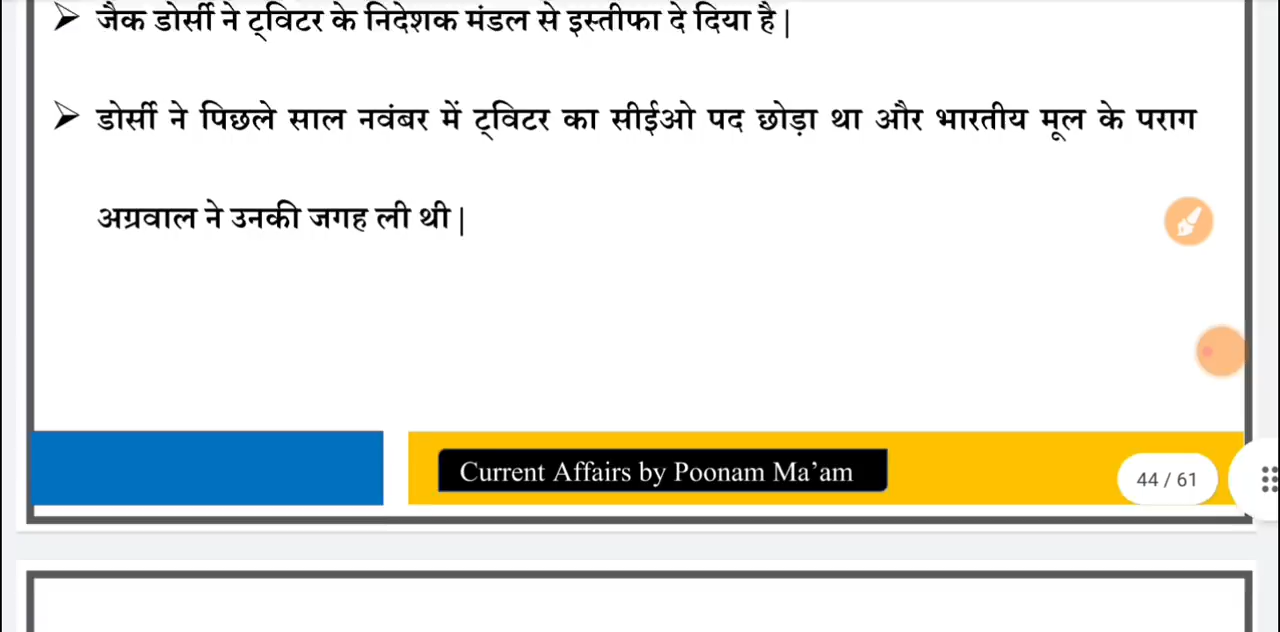 ➢ जैक डोर्सी ने ट्विटर के निदेशक मंडल से इस्तीफा दे दिया है |
➢ डोर्सी ने पिछले साल नवंबर में ट्विटर का सीईओ पद छोड़ा था और भारतीय मूल के पराग
अग्रवाल ने उनकी जगह ली थी |
Current Affairs by Poonam Ma’am
44 / 61